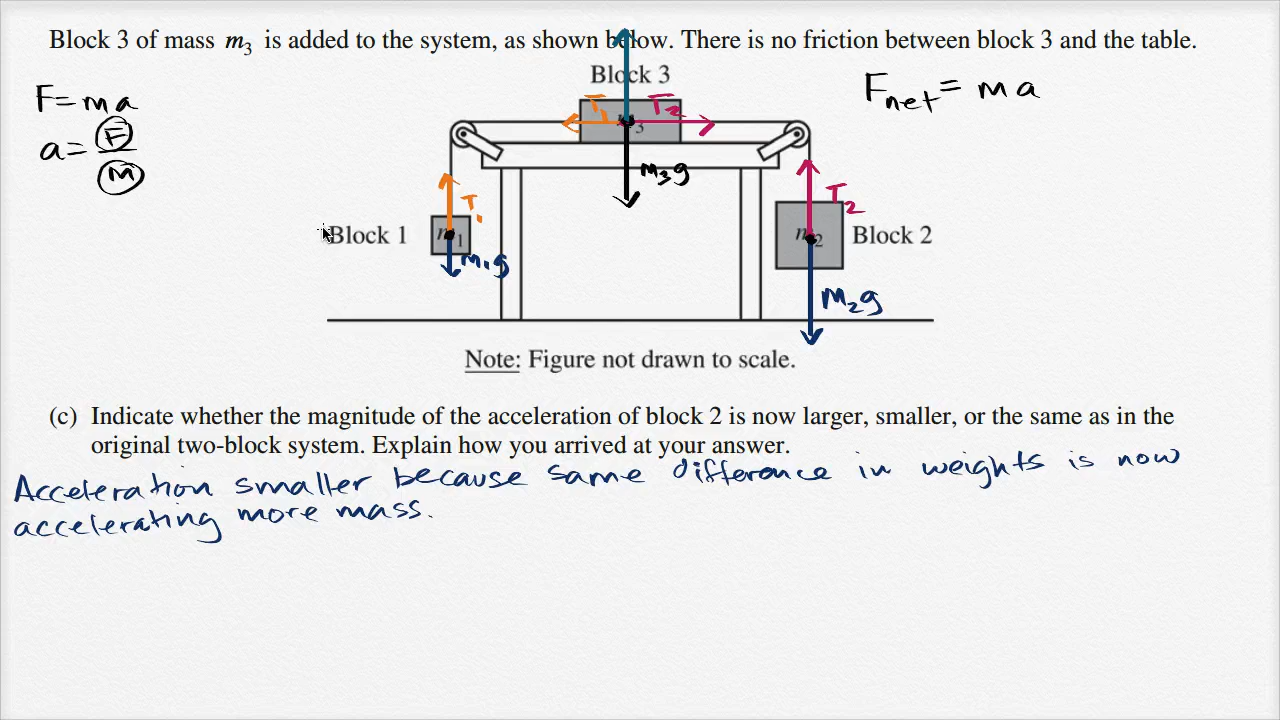 Block 3 of mass m₃ is added to the system, as shown below. There is no friction between block 3 and the table.
F = ma
a = F/M
F_net = ma
Block 3
T₁
T₂
m₃
m₃g
T₁
T₂
Block 1
m₁
m₁g
m₂
Block 2
m₂g
Note: Figure not drawn to scale.
(c) Indicate whether the magnitude of the acceleration of block 2 is now larger, smaller, or the same as in the
original two-block system. Explain how you arrived at your answer.
Acceleration smaller because same difference in weights is now
accelerating more mass.